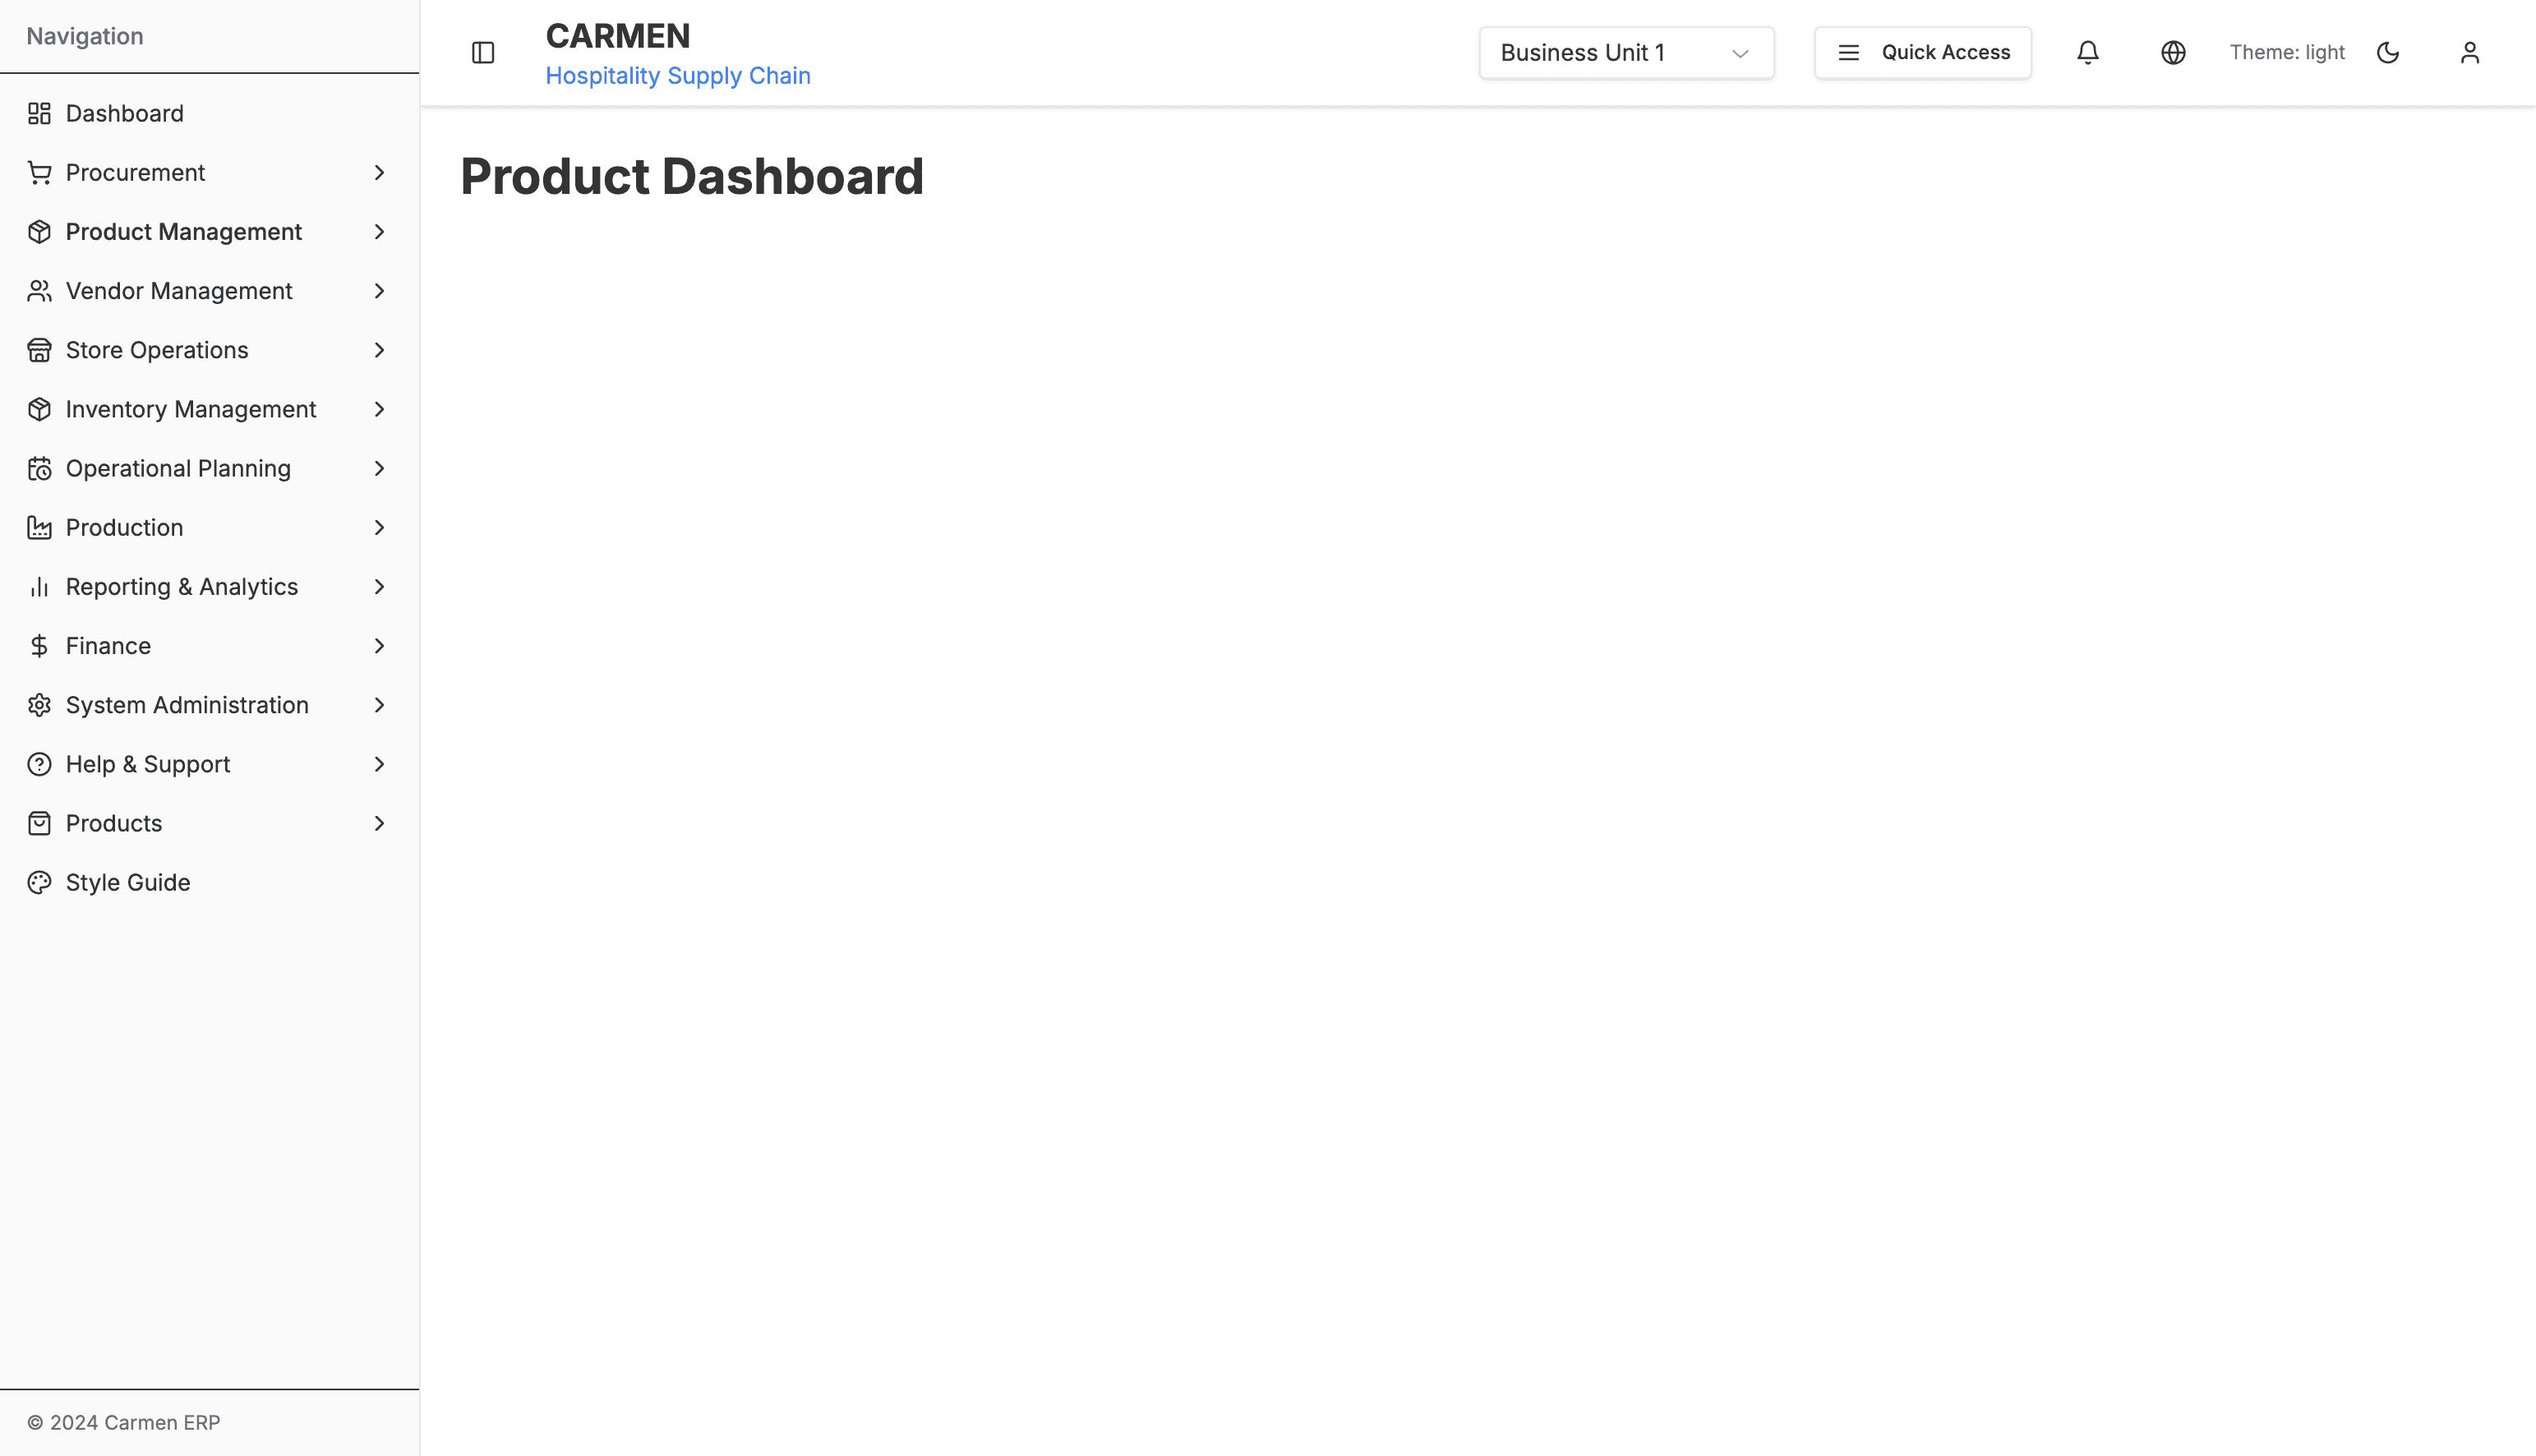 Navigation
Dashboard
Procurement
Product Management
Vendor Management
Store Operations
Inventory Management
Operational Planning
Production
Reporting & Analytics
Finance
System Administration
Help & Support
Products
Style Guide
© 2024 Carmen ERP
CARMEN
Hospitality Supply Chain
Business Unit 1
Quick Access
Theme: light
Product Dashboard